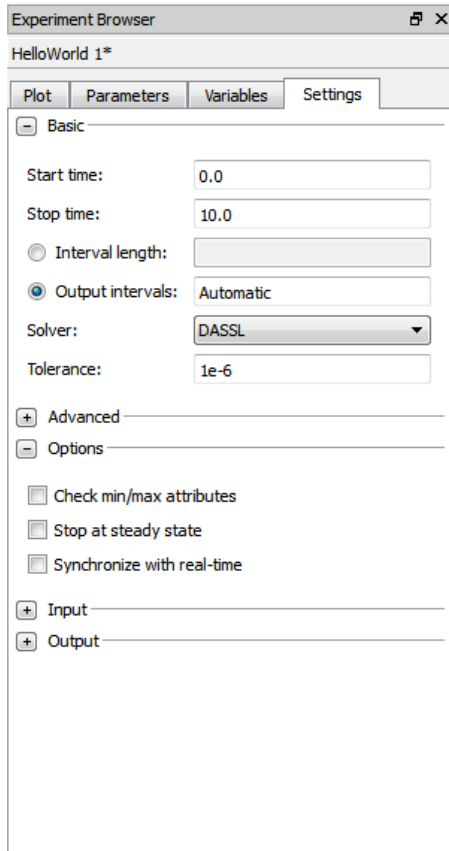 Experiment Browser
HelloWorld 1*
Plot Parameters Variables Settings
Basic
Start time: 0.0
Stop time: 10.0
Interval length:
Output intervals: Automatic
Solver: DASSL
Tolerance: 1e-6
Advanced
Options
Check min/max attributes
Stop at steady state
Synchronize with real-time
Input
Output